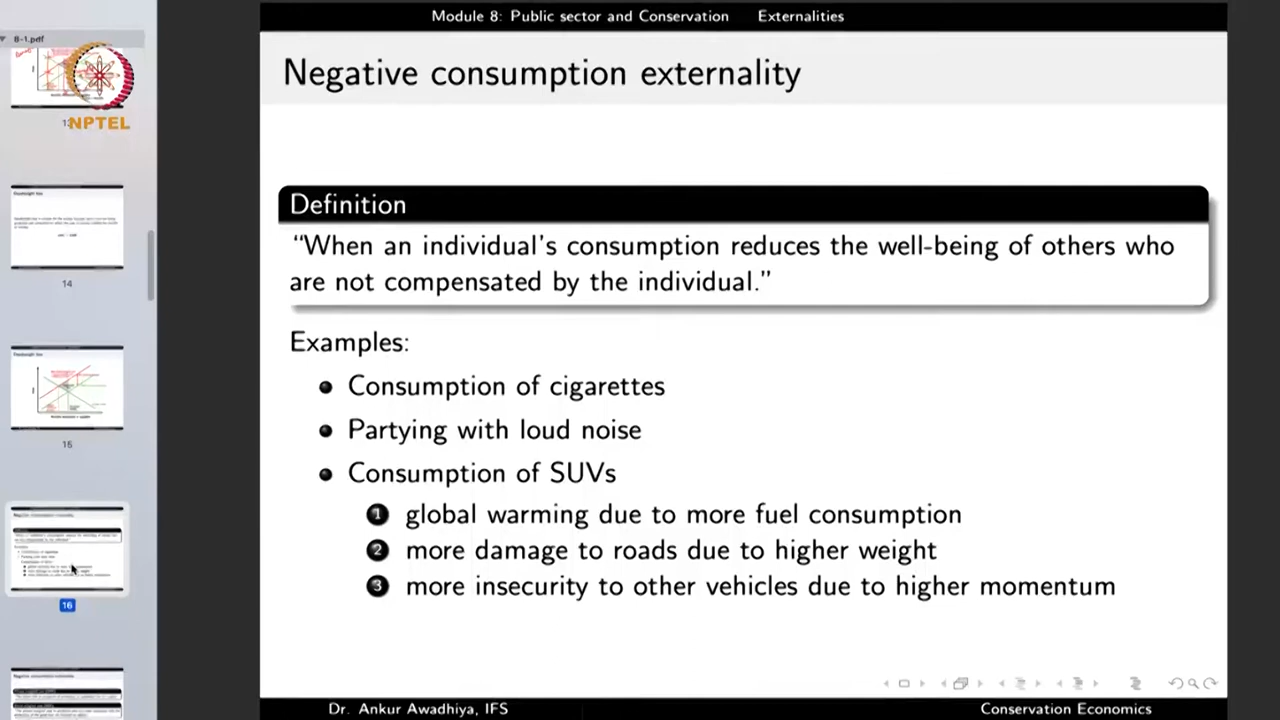 Module 8: Public sector and Conservation Externalities
8-1.pdf
NPTEL
Negative consumption externality
Definition
“When an individual’s consumption reduces the well-being of others who
are not compensated by the individual.”
Examples:
Consumption of cigarettes
Partying with loud noise
Consumption of SUVs
1 global warming due to more fuel consumption
2 more damage to roads due to higher weight
3 more insecurity to other vehicles due to higher momentum
14
16
Dr. Ankur Awadhiya, IFS Conservation Economics